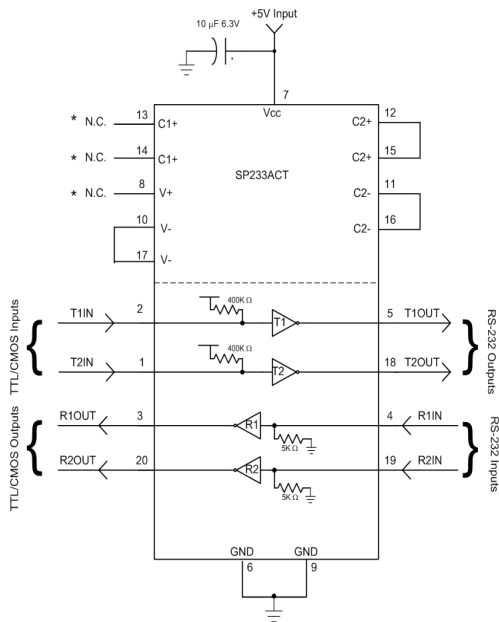 +5V Input
10 µF 6.3V
+
7
Vcc
* N.C. 13 C1+
C2+ 12
* N.C. 14 C1+
C2+ 15
SP233ACT
* N.C. 8 V+
C2- 11
10 V-
C2- 16
17 V-
TTL/CMOS Inputs
T1IN 2 400K Ω T1 5 T1OUT
T2IN 1 400K Ω T2 18 T2OUT
RS-232 Outputs
TTL/CMOS Outputs
R1OUT 3 R1 5K Ω 4 R1IN
R2OUT 20 R2 5K Ω 19 R2IN
RS-232 Inputs
GND GND
6 9